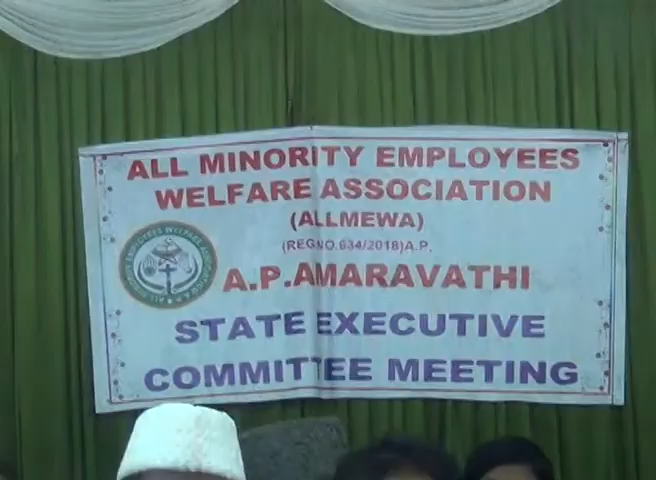 ALL MINORITY EMPLOYEES
WELFARE ASSOCIATION
(ALLMEWA)
(REGNO.634/2018)A.P.
A.P.AMARAVATHI
STATE EXECUTIVE
COMMITTEE MEETING